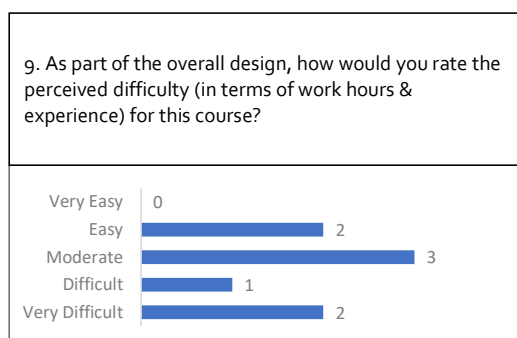 9. As part of the overall design, how would you rate the
perceived difficulty (in terms of work hours &
experience) for this course?
Very Easy 0
Easy 2
Moderate 3
Difficult 1
Very Difficult 2